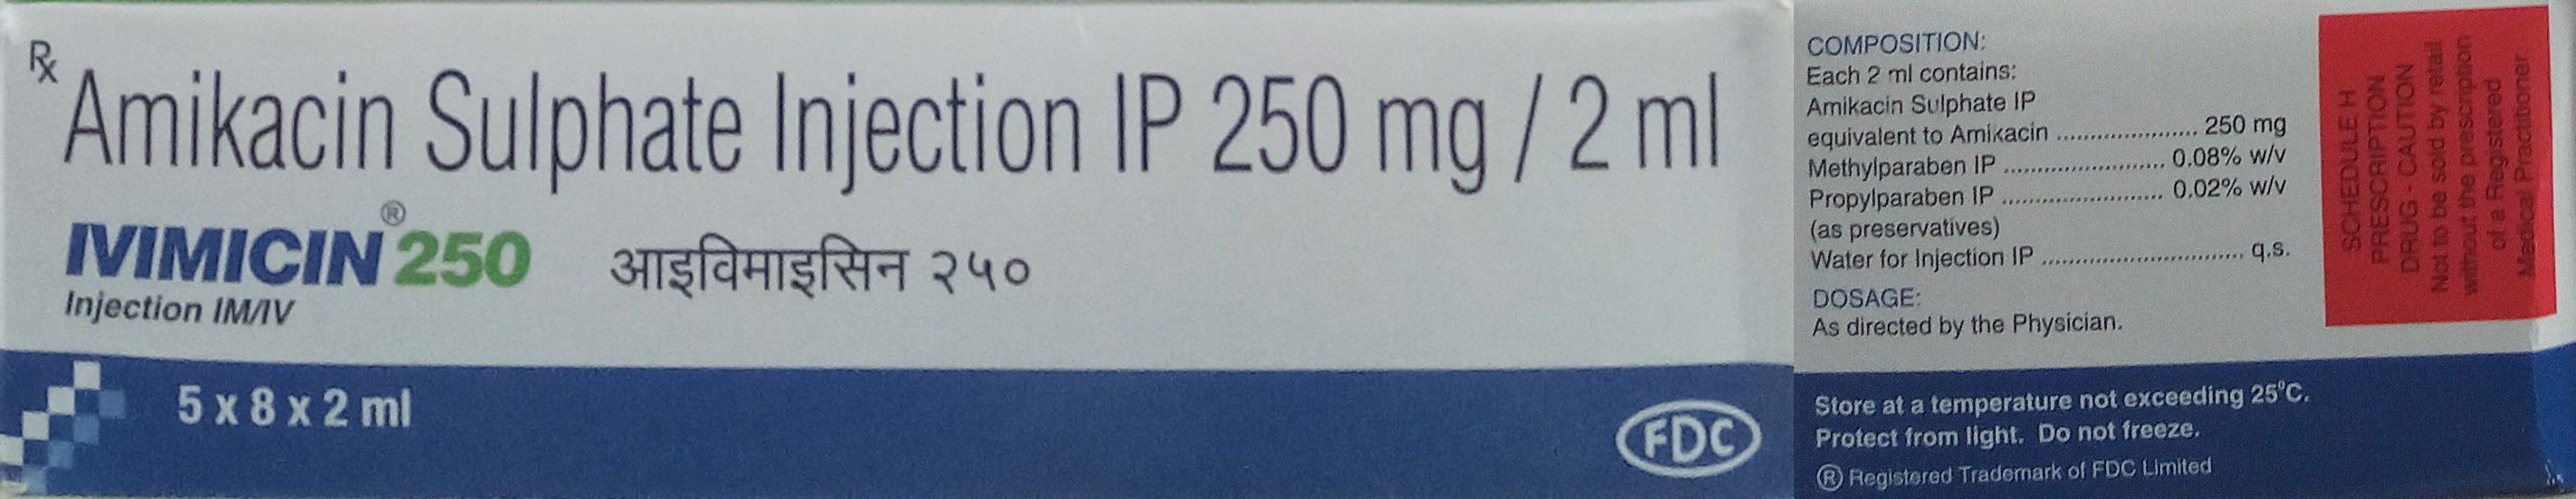 Rx
Amikacin Sulphate Injection IP 250 mg / 2 ml
IVIMICIN® 250 आइविमाइसिन २५०
Injection IM/IV
5 x 8 x 2 ml
FDC
COMPOSITION:
Each 2 ml contains:
Amikacin Sulphate IP
equivalent to Amikacin ..................... 250 mg
Methylparaben IP ........................ 0.08% w/v
Propylparaben IP ........................ 0.02% w/v
(as preservatives)
Water for Injection IP .............................. q.s.
DOSAGE:
As directed by the Physician.
Store at a temperature not exceeding 25°C.
Protect from light. Do not freeze.
® Registered Trademark of FDC Limited
SCHEDULE H
PRESCRIPTION
DRUG - CAUTION
Not to be sold by retail
without the prescription
of a Registered
Medical Practitioner.